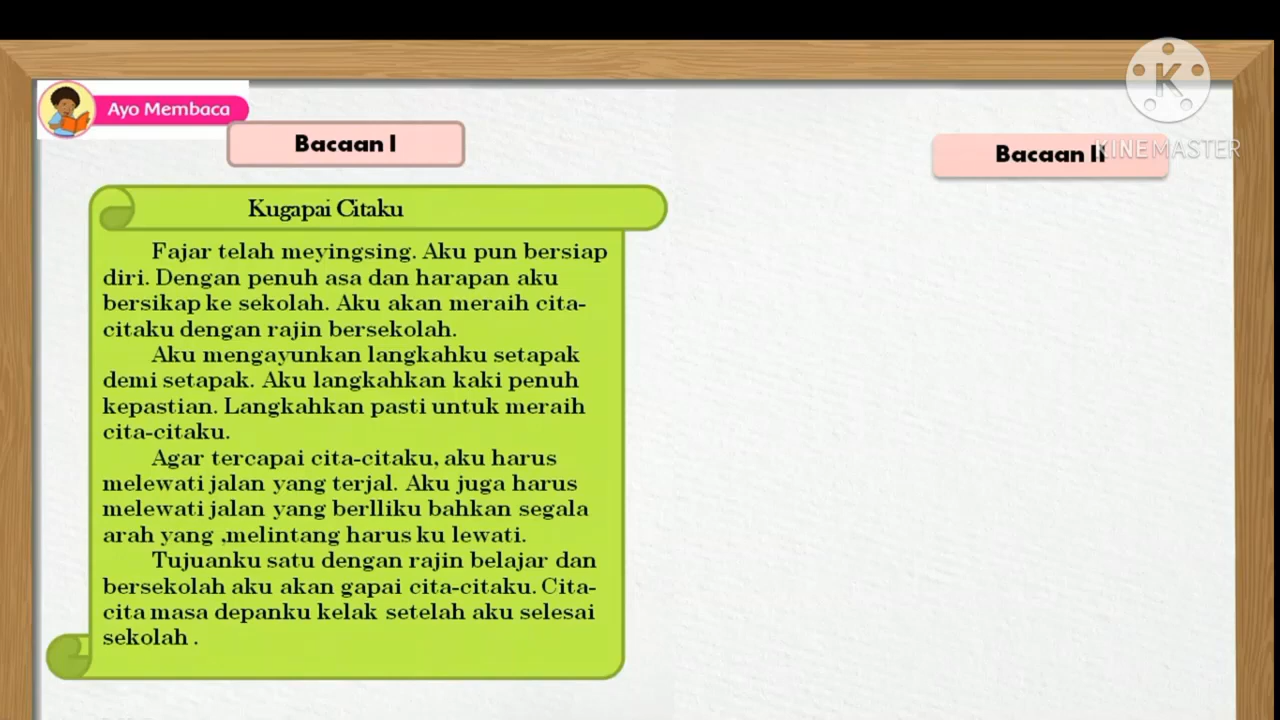 Ayo Membaca
Bacaan I
Bacaan II
KINEMASTER
Kugapai Citaku
Fajar telah meyingsing. Aku pun bersiap
diri. Dengan penuh asa dan harapan aku
bersikap ke sekolah. Aku akan meraih cita-
citaku dengan rajin bersekolah.
Aku mengayunkan langkahku setapak
demi setapak. Aku langkahkan kaki penuh
kepastian. Langkahkan pasti untuk meraih
cita-citaku.
Agar tercapai cita-citaku, aku harus
melewati jalan yang terjal. Aku juga harus
melewati jalan yang berlliku bahkan segala
arah yang ,melintang harus ku lewati.
Tujuanku satu dengan rajin belajar dan
bersekolah aku akan gapai cita-citaku. Cita-
cita masa depanku kelak setelah aku selesai
sekolah .